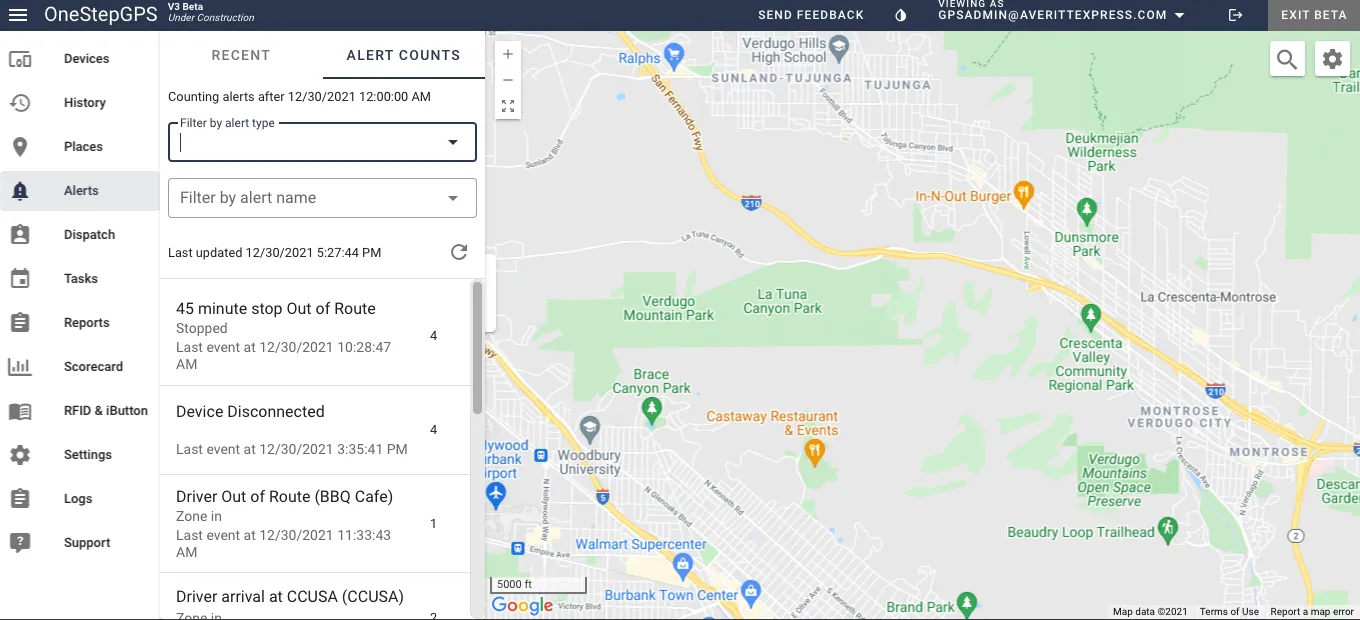 OneStepGPS
V3 Beta
Under Construction
SEND FEEDBACK
VIEWING AS
GPSADMIN@AVERITTEXPRESS.COM
EXIT BETA
Devices
History
Places
Alerts
Dispatch
Tasks
Reports
Scorecard
RFID & iButton
Settings
Logs
Support
RECENT
ALERT COUNTS
Counting alerts after 12/30/2021 12:00:00 AM
Filter by alert type
Filter by alert name
Last updated 12/30/2021 5:27:44 PM
45 minute stop Out of Route
Stopped
Last event at 12/30/2021 10:28:47
AM
4
Device Disconnected
Last event at 12/30/2021 3:35:41 PM
4
Driver Out of Route (BBQ Cafe)
Zone in
Last event at 12/30/2021 11:33:43
AM
1
Driver arrival at CCUSA (CCUSA)
Zone in
2
Ralphs
Verdugo Hills
High School
SUNLAND-TUJUNGA
TUJUNGA
San Fernando Fwy
Foothill Blvd
Sunland Blvd
Tujunga Canyon Blvd
Deukmejian
Wilderness
Park
In-N-Out Burger
210
Dunsmore
Park
Lowell Ave
La Tuna Canyon Rd
Verdugo
Mountain Park
La Tuna
Canyon Park
La Crescenta-Montrose
Crescenta
Valley
Community
Regional Park
210
Brace
Canyon Park
Castaway Restaurant
& Events
MONTROSE
VERDUGO CITY
MONTROSE
Woodbury
University
lywood
urbank
irport
wy
5
N Hollywood Way
N Glenoaks Blvd
N Kenneth Rd
Verdugo
Mountains
Open Space
Preserve
La Crescenta Ave
N Verdugo Rd
Descan
Garde
Trail
Beaudry Loop Trailhead
2
Empire Ave
Walmart Supercenter
Burbank Town Center
Victory Blvd
E Olive Ave
S Kenneth Rd
Brand Park
5000 ft
Google
Map data ©2021
Terms of Use
Report a map error